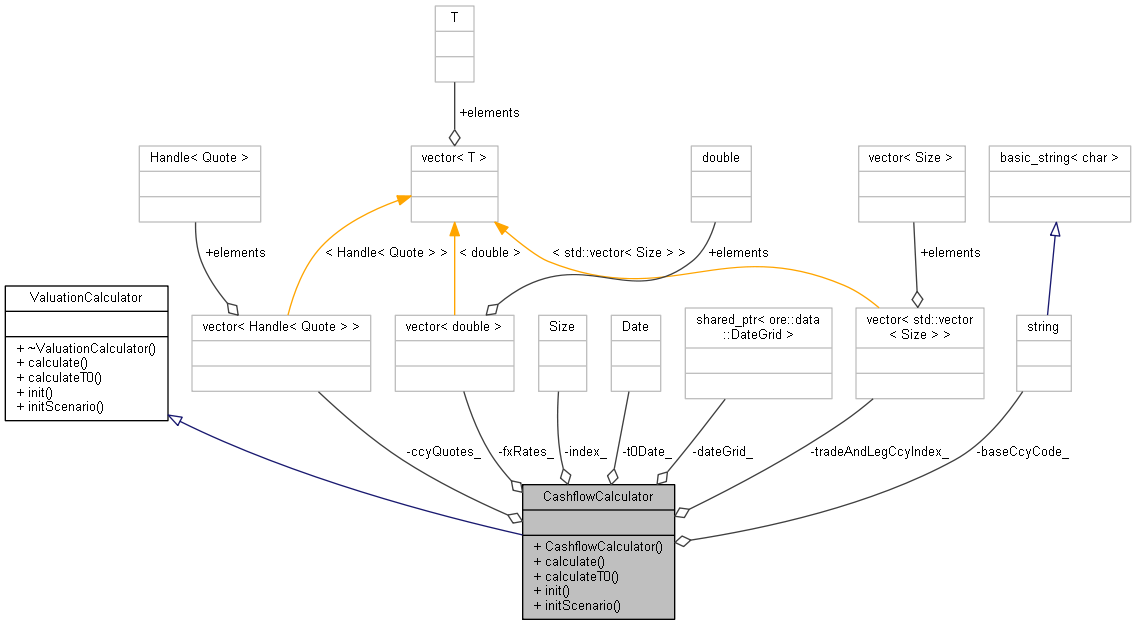 T
+elements
Handle< Quote >
vector< T >
double
vector< Size >
basic_string< char >
+elements
< Handle< Quote > >
< double >
< std::vector< Size > >
+elements
+elements
ValuationCalculator
+ ~ValuationCalculator()
+ calculate()
+ calculateT0()
+ init()
+ initScenario()
vector< Handle< Quote > >
vector< double >
Size
Date
shared_ptr< ore::data
::DateGrid >
vector< std::vector
< Size > >
string
-ccyQuotes_
-fxRates_
-index_
-t0Date_
-dateGrid_
-tradeAndLegCcyIndex_
-baseCcyCode_
CashflowCalculator
+ CashflowCalculator()
+ calculate()
+ calculateT0()
+ init()
+ initScenario()